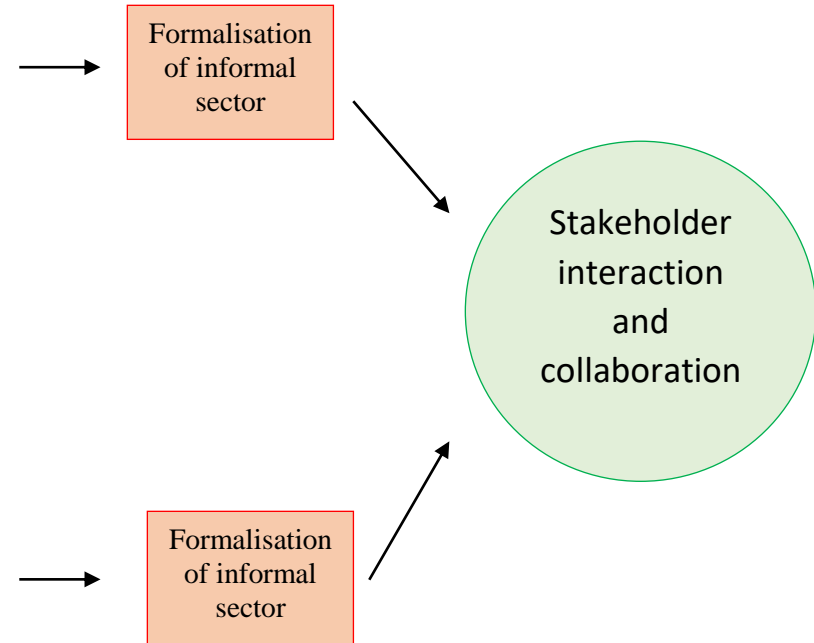 Formalisation
of informal
sector
Stakeholder
interaction
and
collaboration
Formalisation
of informal
sector